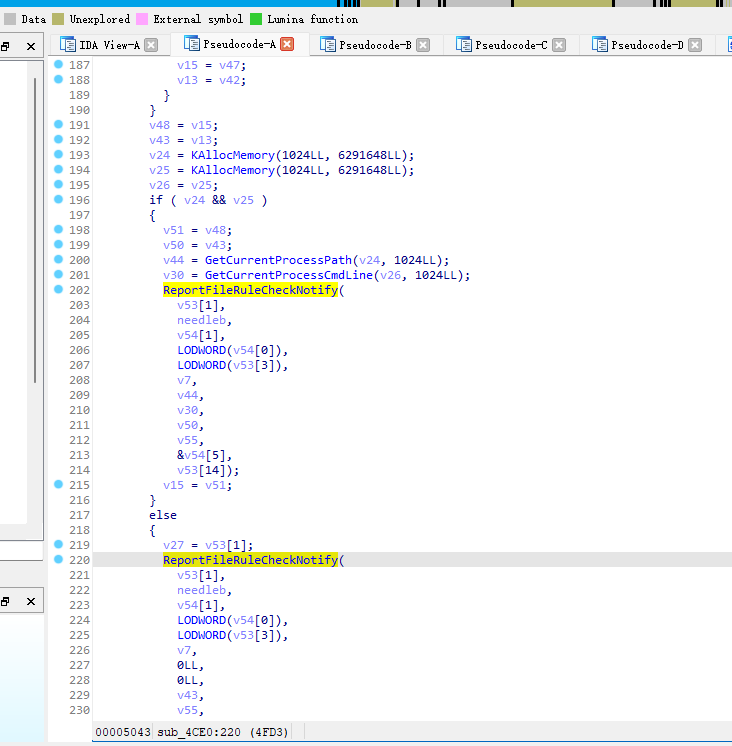 Data Unexplored External symbol Lumina function
IDA View-A Pseudocode-A Pseudocode-B Pseudocode-C Pseudocode-D
187 v15 = v47;
188 v13 = v42;
189 }
190 }
191 v48 = v15;
192 v43 = v13;
193 v24 = KAllocMemory(1024LL, 6291648LL);
194 v25 = KAllocMemory(1024LL, 6291648LL);
195 v26 = v25;
196 if ( v24 && v25 )
197 {
198 v51 = v48;
199 v50 = v43;
200 v44 = GetCurrentProcessPath(v24, 1024LL);
201 v30 = GetCurrentProcessCmdLine(v26, 1024LL);
202 ReportFileRuleCheckNotify(
203 v53[1],
204 needleb,
205 v54[1],
206 LODWORD(v54[0]),
207 LODWORD(v53[3]),
208 v7,
209 v44,
210 v30,
211 v50,
212 v55,
213 &v54[5],
214 v53[14]);
215 v15 = v51;
216 }
217 else
218 {
219 v27 = v53[1];
220 ReportFileRuleCheckNotify(
221 v53[1],
222 needleb,
223 v54[1],
224 LODWORD(v54[0]),
225 LODWORD(v53[3]),
226 v7,
227 0LL,
228 0LL,
229 v43,
230 v55,
00005043 sub_4CE0:220 (4FD3)